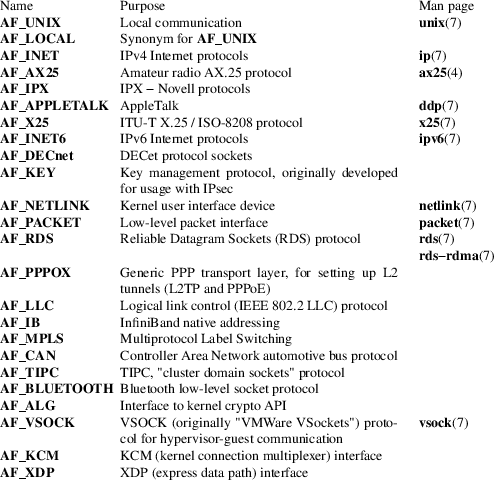 Name Purpose Man page
AF_UNIX Local communication unix(7)
AF_LOCAL Synonym for AF_UNIX
AF_INET IPv4 Internet protocols ip(7)
AF_AX25 Amateur radio AX.25 protocol ax25(4)
AF_IPX IPX − Novell protocols
AF_APPLETALK AppleTalk ddp(7)
AF_X25 ITU-T X.25 / ISO-8208 protocol x25(7)
AF_INET6 IPv6 Internet protocols ipv6(7)
AF_DECnet DECet protocol sockets
AF_KEY Key management protocol, originally developed
for usage with IPsec
AF_NETLINK Kernel user interface device netlink(7)
AF_PACKET Low-level packet interface packet(7)
AF_RDS Reliable Datagram Sockets (RDS) protocol rds(7)
rds−rdma(7)
AF_PPPOX Generic PPP transport layer, for setting up L2
tunnels (L2TP and PPPoE)
AF_LLC Logical link control (IEEE 802.2 LLC) protocol
AF_IB InfiniBand native addressing
AF_MPLS Multiprotocol Label Switching
AF_CAN Controller Area Network automotive bus protocol
AF_TIPC TIPC, "cluster domain sockets" protocol
AF_BLUETOOTH Bluetooth low-level socket protocol
AF_ALG Interface to kernel crypto API
AF_VSOCK VSOCK (originally "VMWare VSockets") proto-
col for hypervisor-guest communication vsock(7)
AF_KCM KCM (kernel connection multiplexer) interface
AF_XDP XDP (express data path) interface